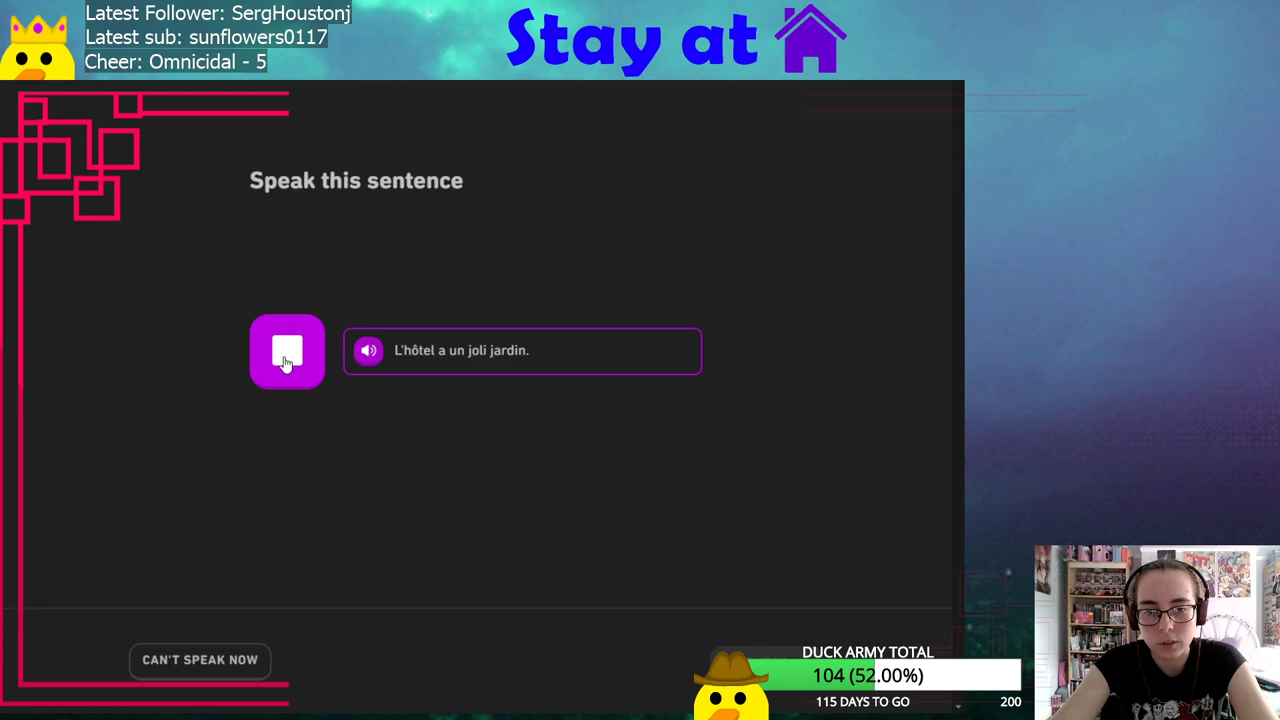 Latest Follower: SergHoustonj
Latest sub: sunflowers0117
Cheer: Omnicidal - 5
Stay at
Speak this sentence
L'hôtel a un joli jardin.
CAN'T SPEAK NOW
DUCK ARMY TOTAL
104 (52.00%)
115 DAYS TO GO
200